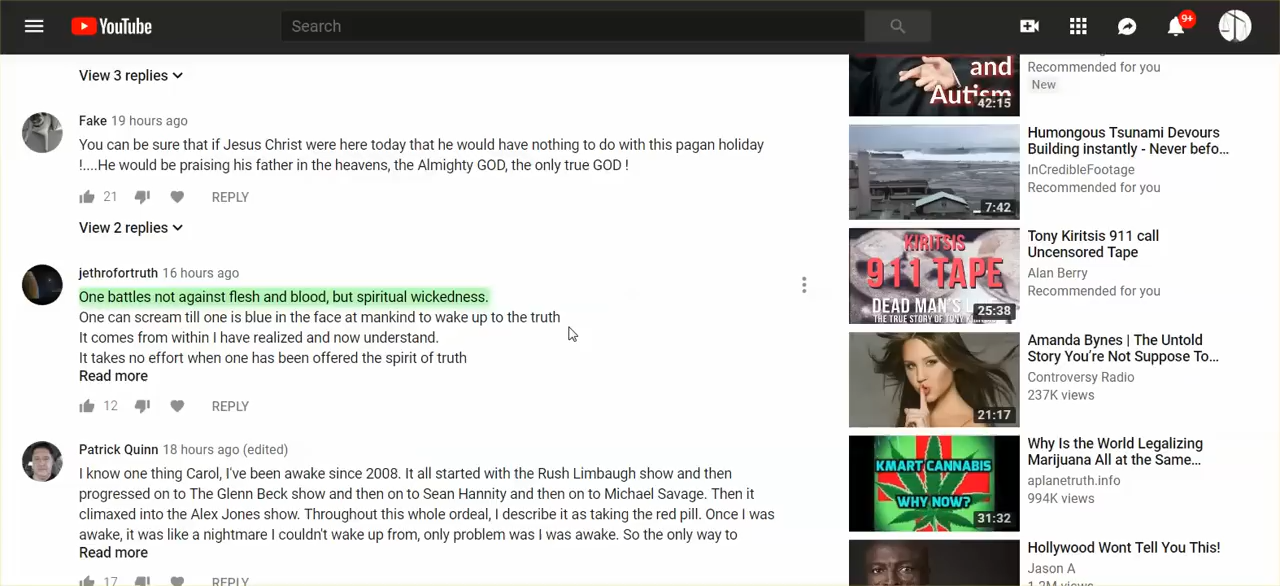 YouTube
Search
9+
View 3 replies
Fake 19 hours ago
You can be sure that if Jesus Christ were here today that he would have nothing to do with this pagan holiday
!....He would be praising his father in the heavens, the Almighty GOD, the only true GOD !
21
REPLY
View 2 replies
jethrofortruth 16 hours ago
One battles not against flesh and blood, but spiritual wickedness.
One can scream till one is blue in the face at mankind to wake up to the truth
It comes from within I have realized and now understand.
It takes no effort when one has been offered the spirit of truth
Read more
12
REPLY
Patrick Quinn 18 hours ago (edited)
I know one thing Carol, I've been awake since 2008. It all started with the Rush Limbaugh show and then
progressed on to The Glenn Beck show and then on to Sean Hannity and then on to Michael Savage. Then it
climaxed into the Alex Jones show. Throughout this whole ordeal, I describe it as taking the red pill. Once I was
awake, it was like a nightmare I couldn't wake up from, only problem was I was awake. So the only way to
Read more
17
REPLY
and
Autism
42:15
Recommended for you
New
7:42
Humongous Tsunami Devours
Building instantly - Never befo...
InCredibleFootage
Recommended for you
KIRITSIS
911 TAPE
DEAD MAN'S
THE TRUE STORY OF TONY K
25:38
Tony Kiritsis 911 call
Uncensored Tape
Alan Berry
Recommended for you
21:17
Amanda Bynes | The Untold
Story You're Not Suppose To...
Controversy Radio
237K views
KMART CANNABIS
WHY NOW?
31:32
Why Is the World Legalizing
Marijuana All at the Same...
aplanetruth.info
994K views
Hollywood Wont Tell You This!
Jason A
1.2M views